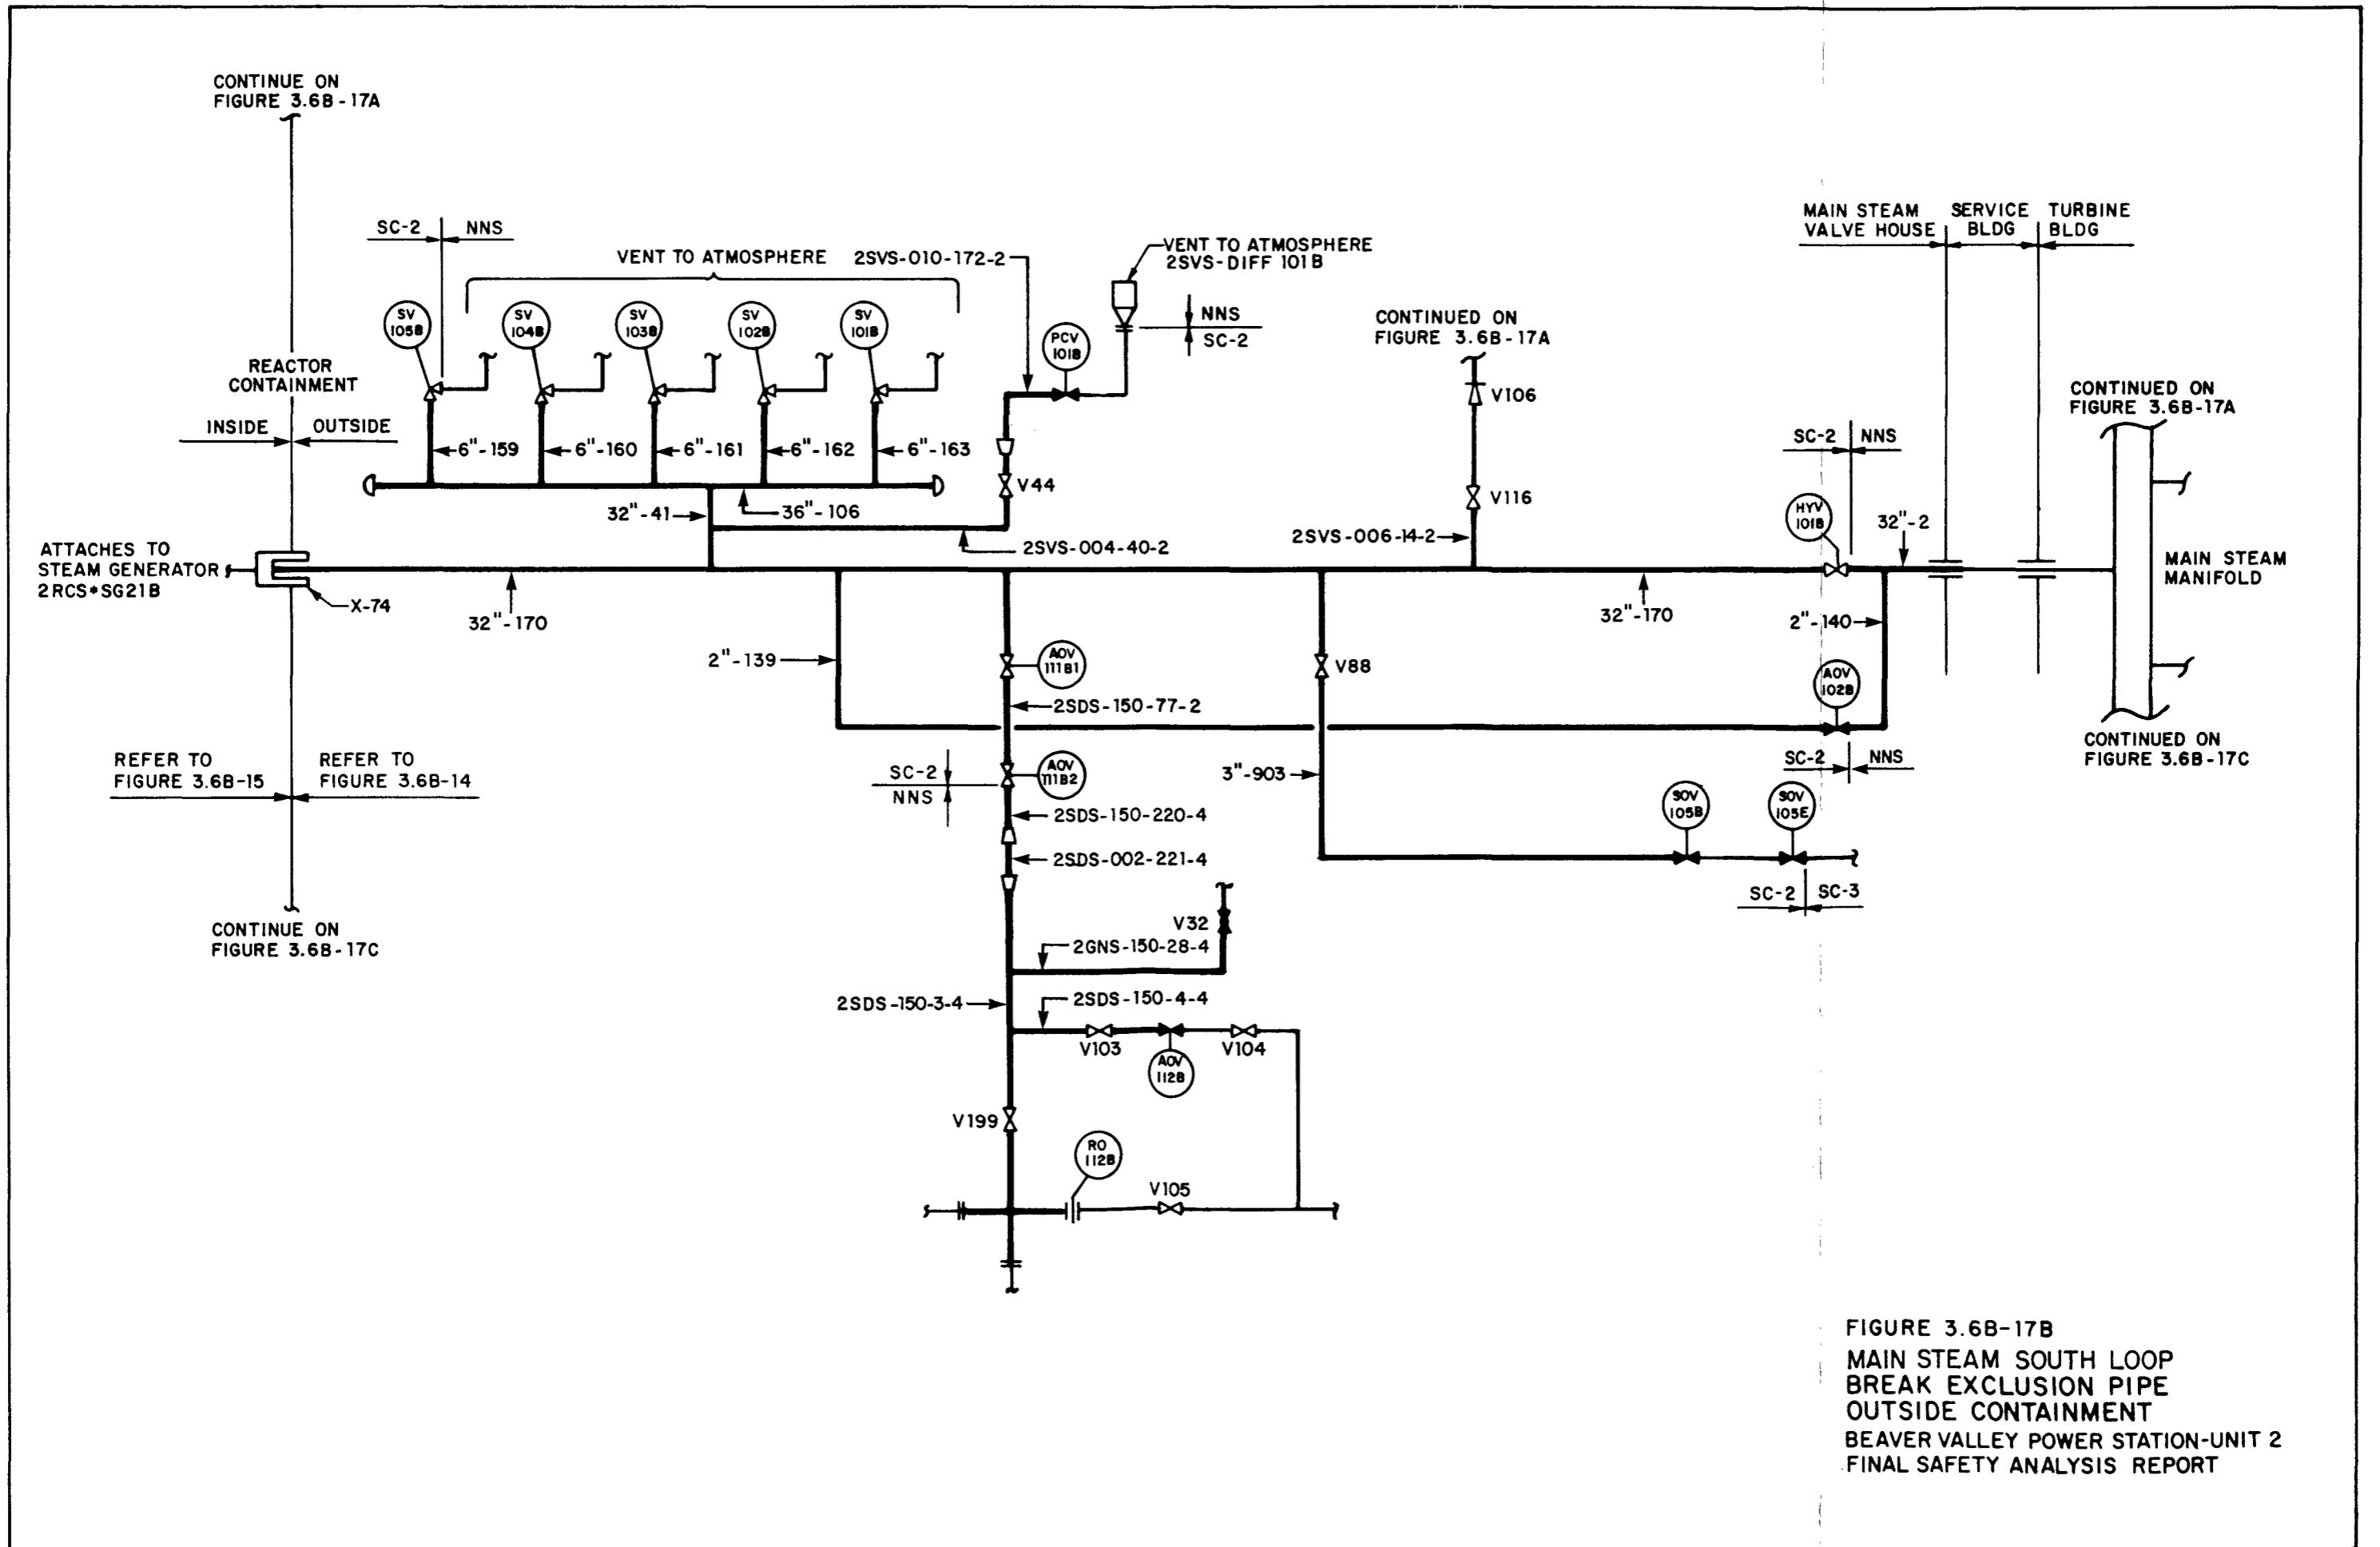 CONTINUE ON
FIGURE 3.6B-17A
SC-2
NNS
VENT TO ATMOSPHERE
2SVS-010-172-2
VENT TO ATMOSPHERE
2SVS-DIFF 101B
NNS
SC-2
MAIN STEAM
VALVE HOUSE
SERVICE
BLDG
TURBINE
BLDG
SV
105B
SV
104B
SV
103B
SV
102B
SV
101B
PCV
101B
CONTINUED ON
FIGURE 3.6B-17A
REACTOR
CONTAINMENT
INSIDE
OUTSIDE
6"-159
6"-160
6"-161
6"-162
6"-163
V44
V106
V116
CONTINUED ON
FIGURE 3.6B-17A
SC-2
NNS
32"-41
36"-106
2SVS-004-40-2
2SVS-006-14-2
HYV
101B
32"-2
ATTACHES TO
STEAM GENERATOR
2RCS*SG21B
X-74
32"-170
32"-170
2"-140
MAIN STEAM
MANIFOLD
2"-139
AOV
111B1
V88
AOV
102B
2SDS-150-77-2
REFER TO
FIGURE 3.6B-15
REFER TO
FIGURE 3.6B-14
SC-2
NNS
AOV
111B2
3"-903
SC-2
NNS
CONTINUED ON
FIGURE 3.6B-17C
2SDS-150-220-4
SOV
105B
SOV
105E
2SDS-002-221-4
SC-2
SC-3
CONTINUE ON
FIGURE 3.6B-17C
V32
2GNS-150-28-4
2SDS-150-3-4
2SDS-150-4-4
V103
AOV
112B
V104
V199
RO
112B
V105
FIGURE 3.6B-17B
MAIN STEAM SOUTH LOOP
BREAK EXCLUSION PIPE
OUTSIDE CONTAINMENT
BEAVER VALLEY POWER STATION-UNIT 2
FINAL SAFETY ANALYSIS REPORT